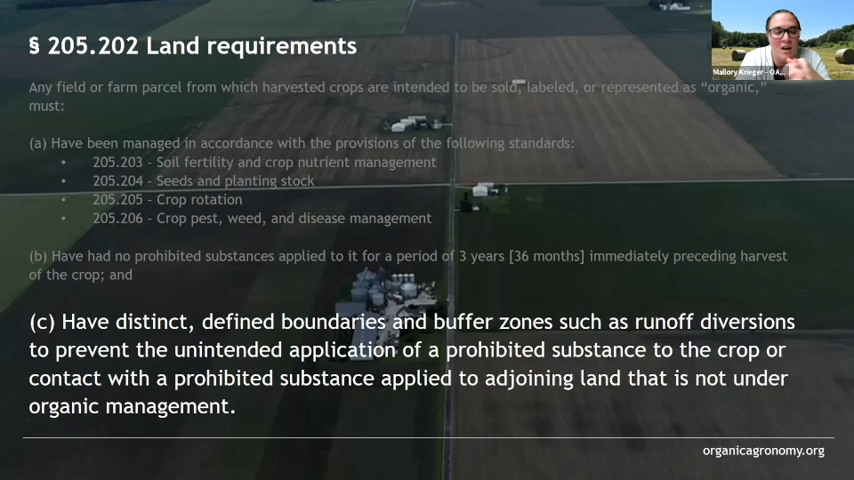 § 205.202 Land requirements
Mallory Krieger - OA...
Any field or farm parcel from which harvested crops are intended to be sold, labeled, or represented as “organic,”
must:
(a) Have been managed in accordance with the provisions of the following standards:
• 205.203 – Soil fertility and crop nutrient management
• 205.204 – Seeds and planting stock
• 205.205 – Crop rotation
• 205.206 – Crop pest, weed, and disease management
(b) Have had no prohibited substances applied to it for a period of 3 years [36 months] immediately preceding harvest
of the crop; and
(c) Have distinct, defined boundaries and buffer zones such as runoff diversions
to prevent the unintended application of a prohibited substance to the crop or
contact with a prohibited substance applied to adjoining land that is not under
organic management.
organicagronomy.org